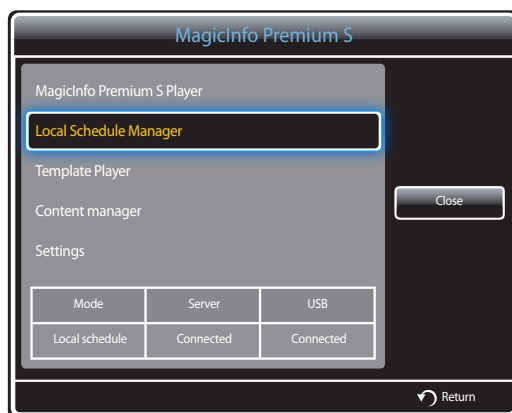 MagicInfo Premium S
MagicInfo Premium S Player
Local Schedule Manager
Template Player
Content manager
Settings
Close
Mode Server USB
Local schedule Connected Connected
Return